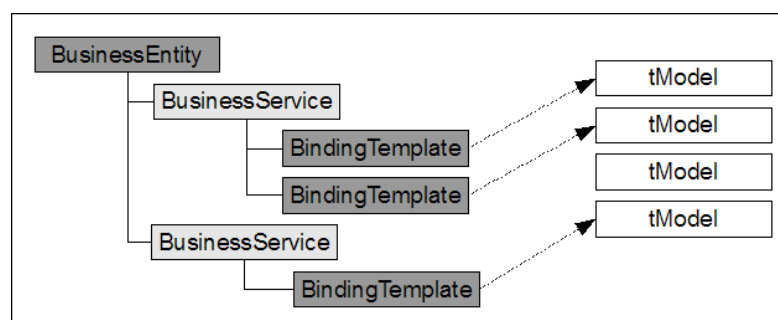 BusinessEntity
tModel
BusinessService
tModel
BindingTemplate
tModel
BindingTemplate
tModel
BusinessService
BindingTemplate